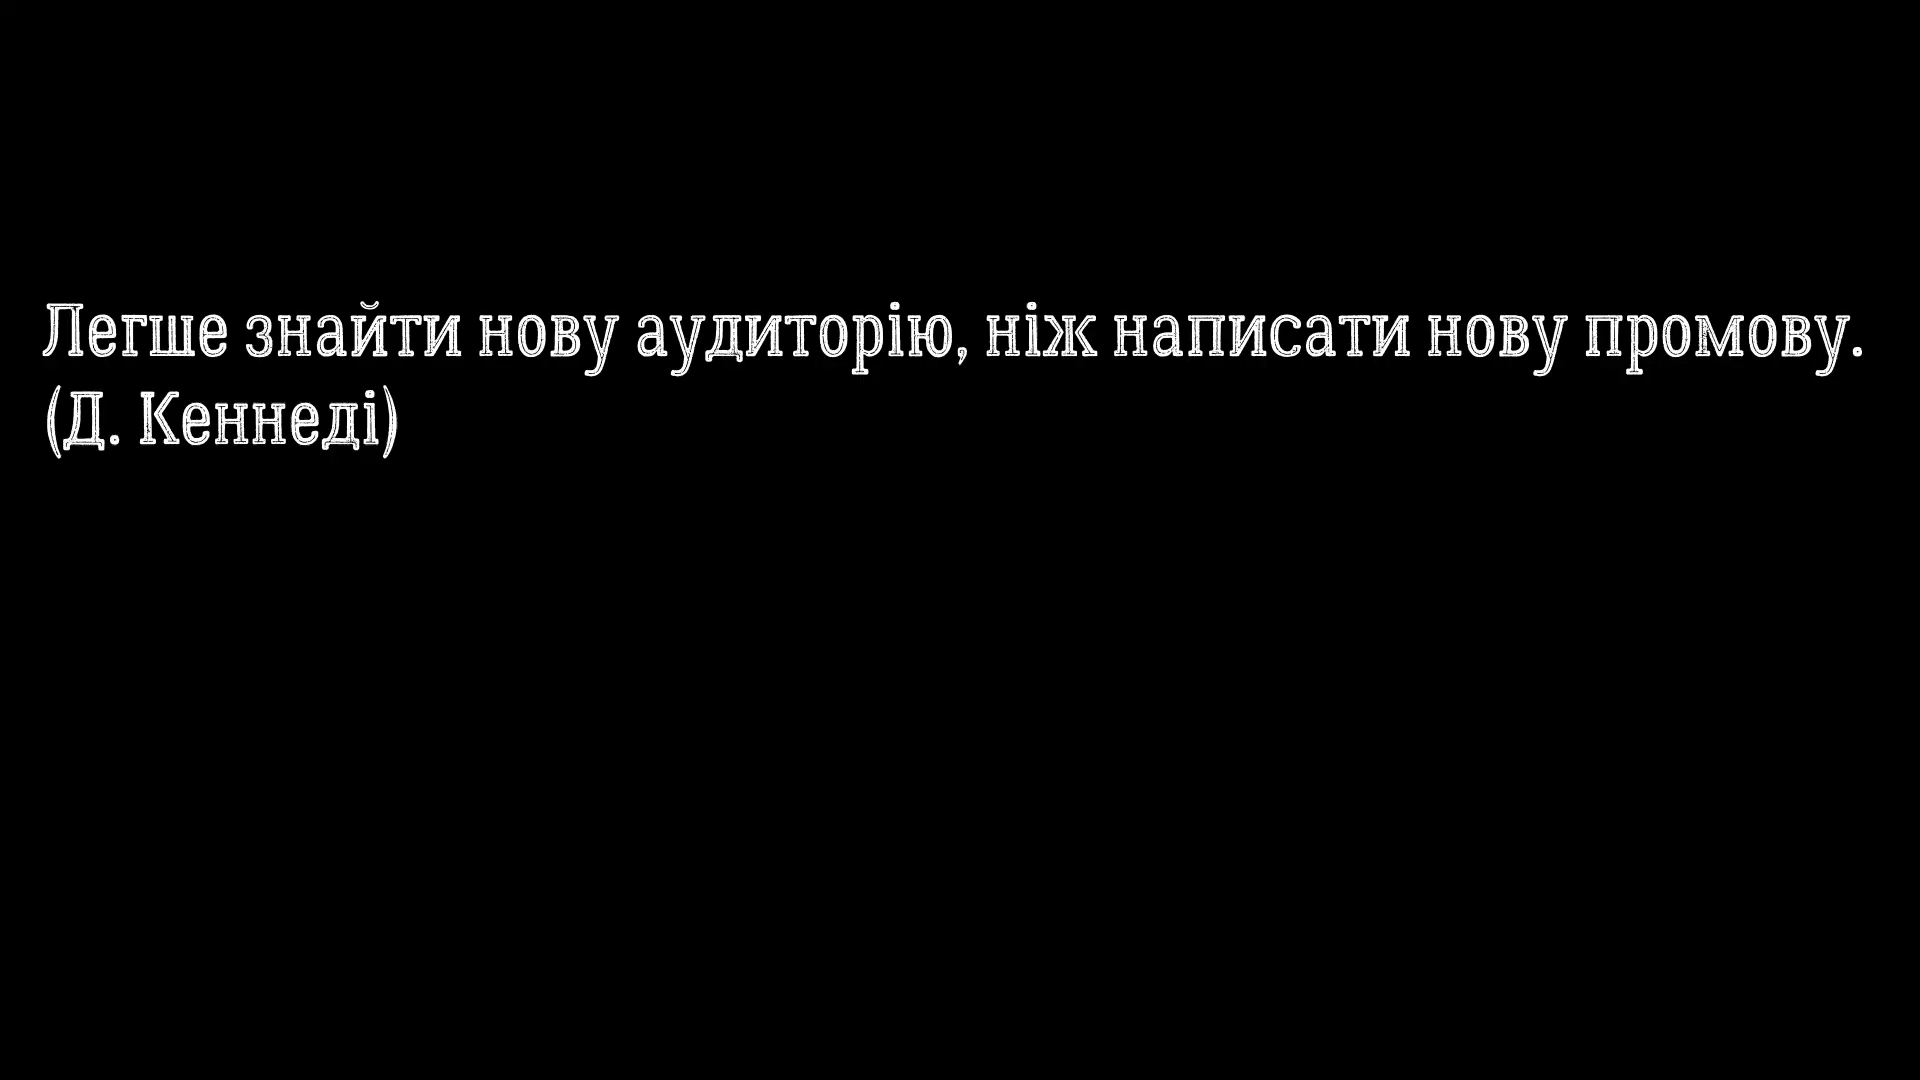 Легше знайти нову аудиторію, ніж написати нову промову.
(Д. Кеннеді)